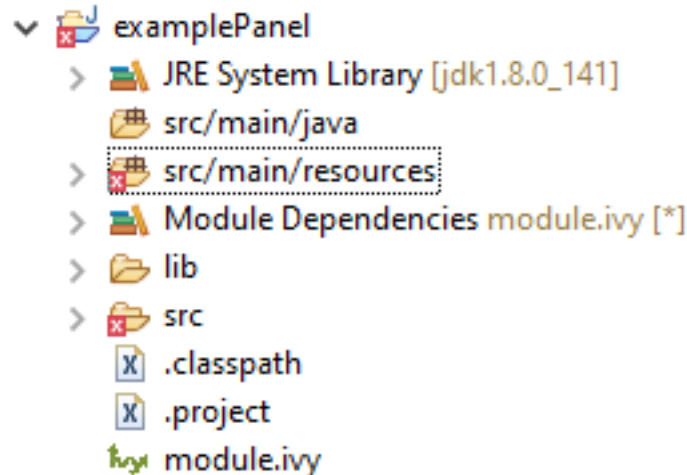 examplePanel
JRE System Library [jdk1.8.0_141]
src/main/java
src/main/resources
Module Dependencies module.ivy [*]
lib
src
.classpath
.project
module.ivy